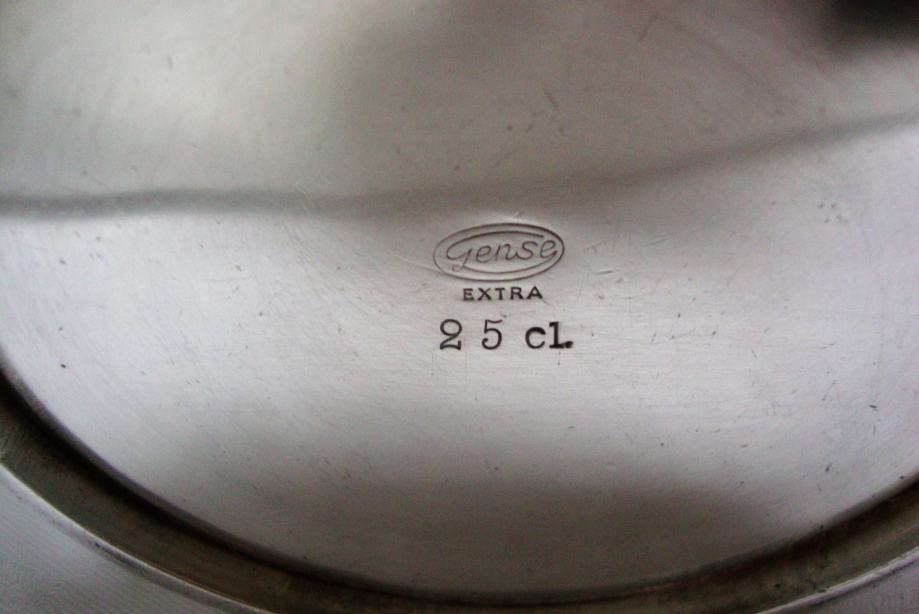 Gense
EXTRA
25 cl.